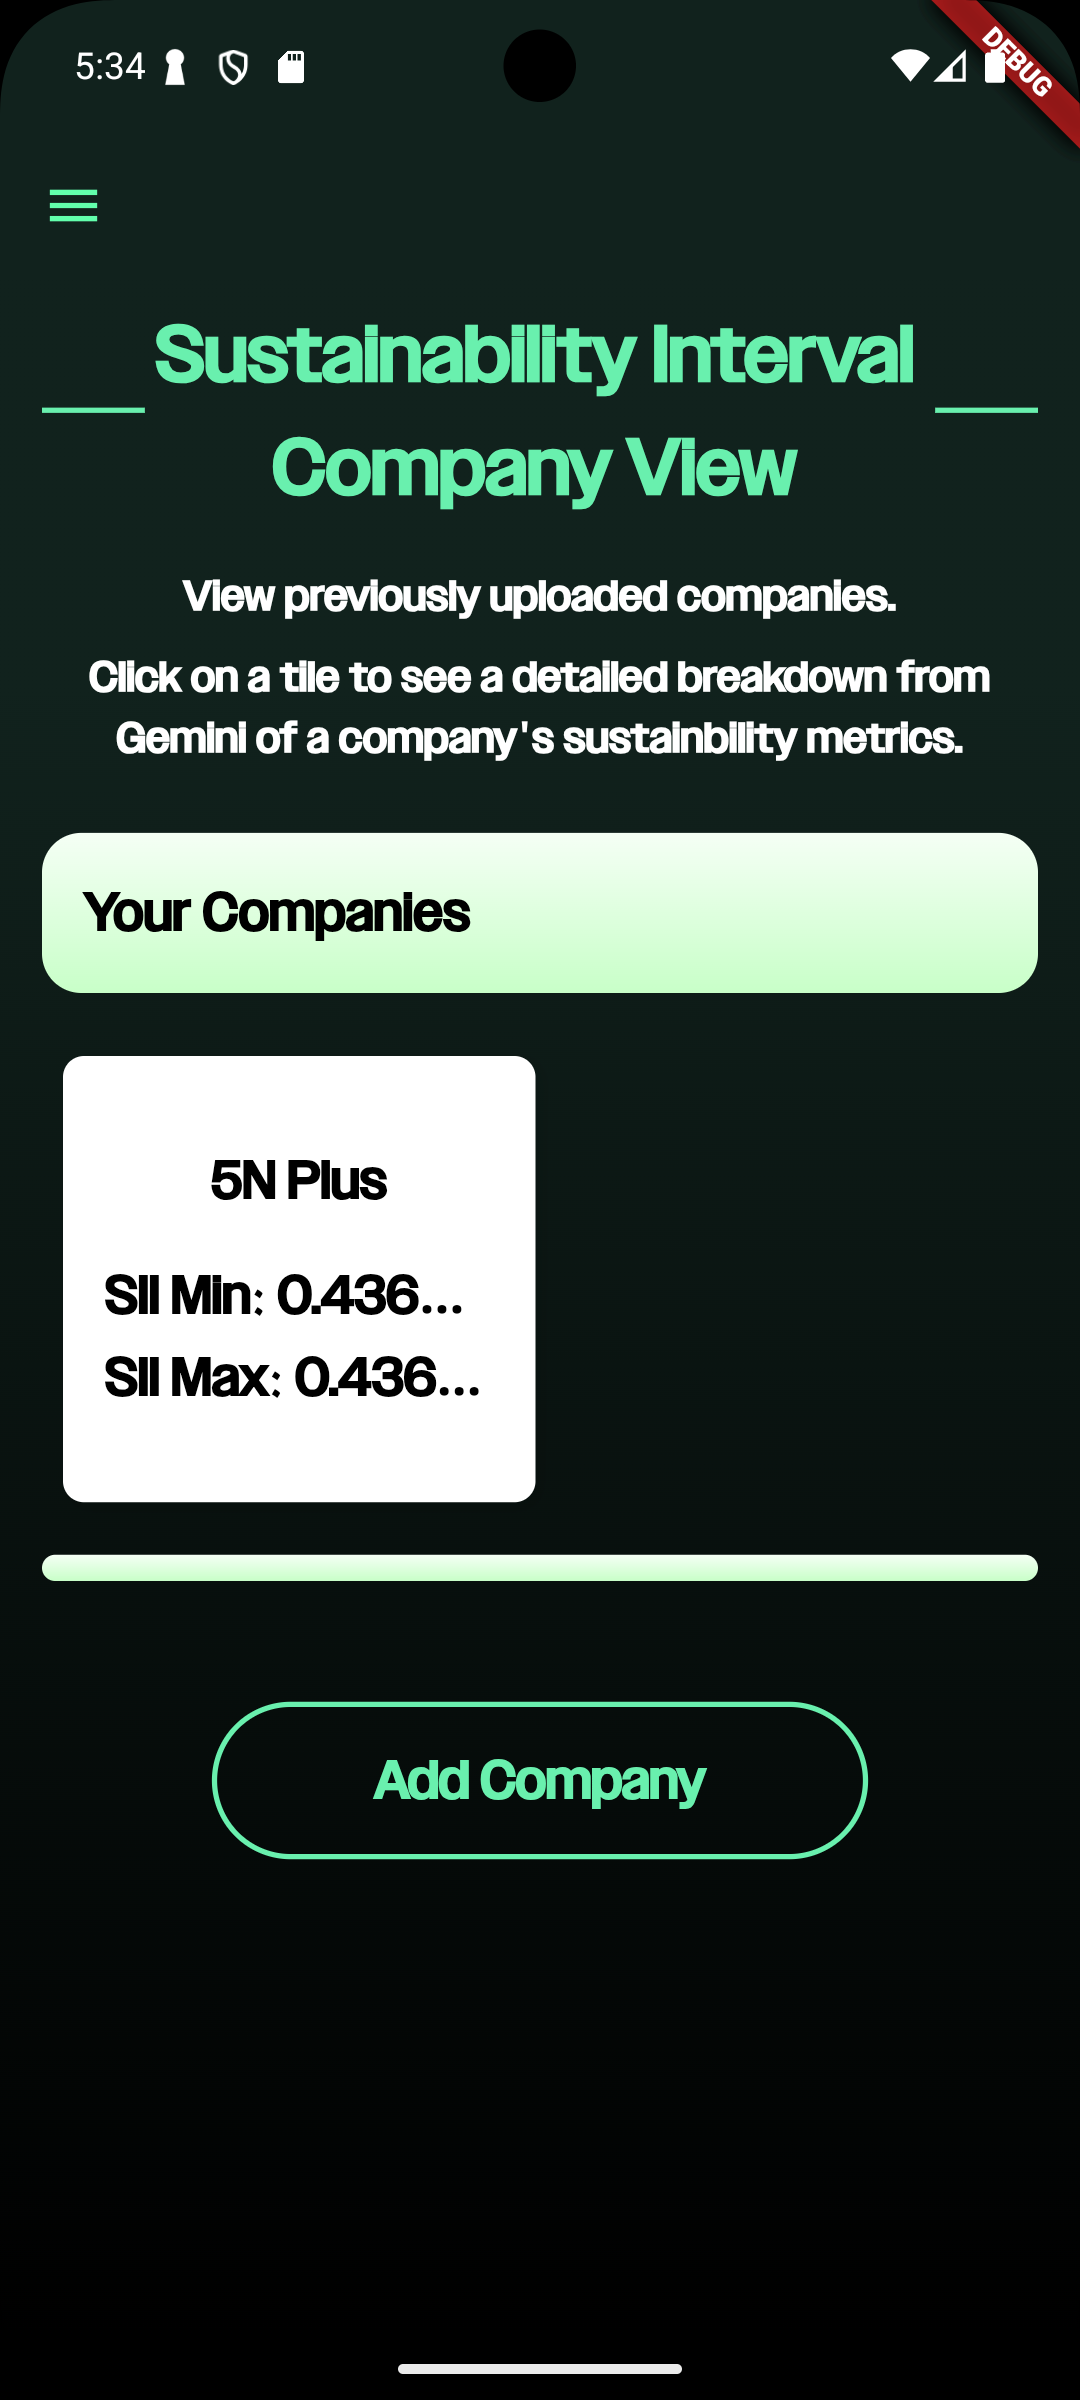 5:34
DEBUG
Sustainability Interval
Company View
View previously uploaded companies.
Click on a tile to see a detailed breakdown from
Gemini of a company's sustainbility metrics.
Your Companies
5N Plus
SII Min: 0.436...
SII Max: 0.436...
Add Company